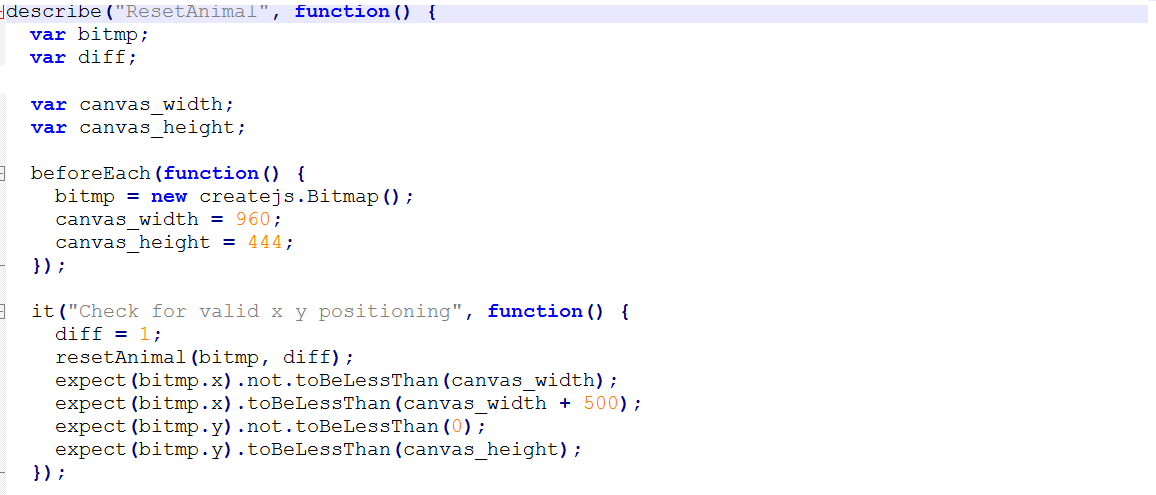 describe("ResetAnimal", function() {
  var bitmp;
  var diff;

  var canvas_width;
  var canvas_height;

  beforeEach(function() {
    bitmp = new createjs.Bitmap();
    canvas_width = 960;
    canvas_height = 444;
  });

  it("Check for valid x y positioning", function() {
    diff = 1;
    resetAnimal(bitmp, diff);
    expect(bitmp.x).not.toBeLessThan(canvas_width);
    expect(bitmp.x).toBeLessThan(canvas_width + 500);
    expect(bitmp.y).not.toBeLessThan(0);
    expect(bitmp.y).toBeLessThan(canvas_height);
  });